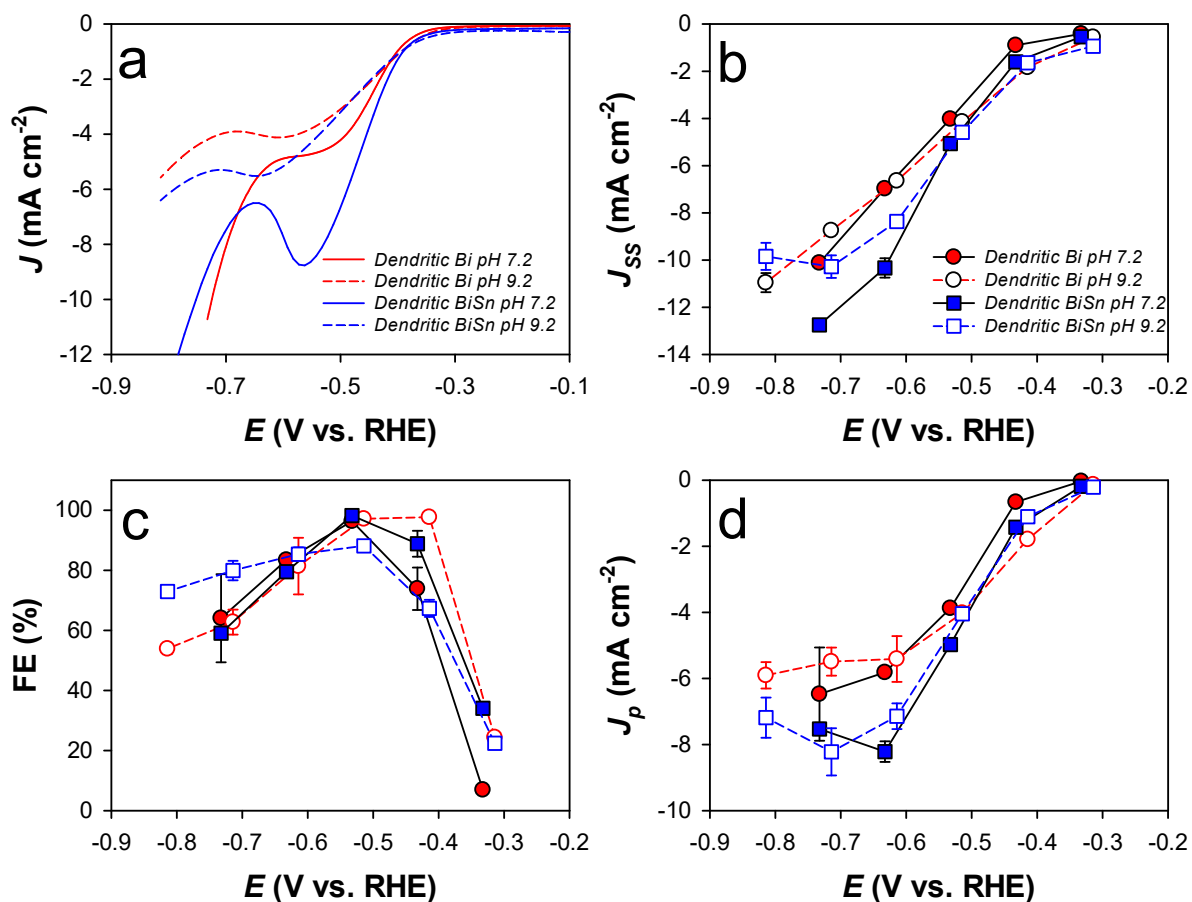 a
0
-2
-4
-6
-8
-10
-12
J (mA cm-2)
-0.9
-0.7
-0.5
-0.3
-0.1
E (V vs. RHE)
Dendritic Bi pH 7.2
Dendritic Bi pH 9.2
Dendritic BiSn pH 7.2
Dendritic BiSn pH 9.2
b
0
-2
-4
-6
-8
-10
-12
-14
JSS (mA cm-2)
-0.9
-0.8
-0.7
-0.6
-0.5
-0.4
-0.3
-0.2
E (V vs. RHE)
Dendritic Bi pH 7.2
Dendritic Bi pH 9.2
Dendritic BiSn pH 7.2
Dendritic BiSn pH 9.2
c
100
80
60
40
20
0
FE (%)
-0.9
-0.8
-0.7
-0.6
-0.5
-0.4
-0.3
-0.2
E (V vs. RHE)
d
0
-2
-4
-6
-8
-10
Jp (mA cm-2)
-0.9
-0.8
-0.7
-0.6
-0.5
-0.4
-0.3
-0.2
E (V vs. RHE)